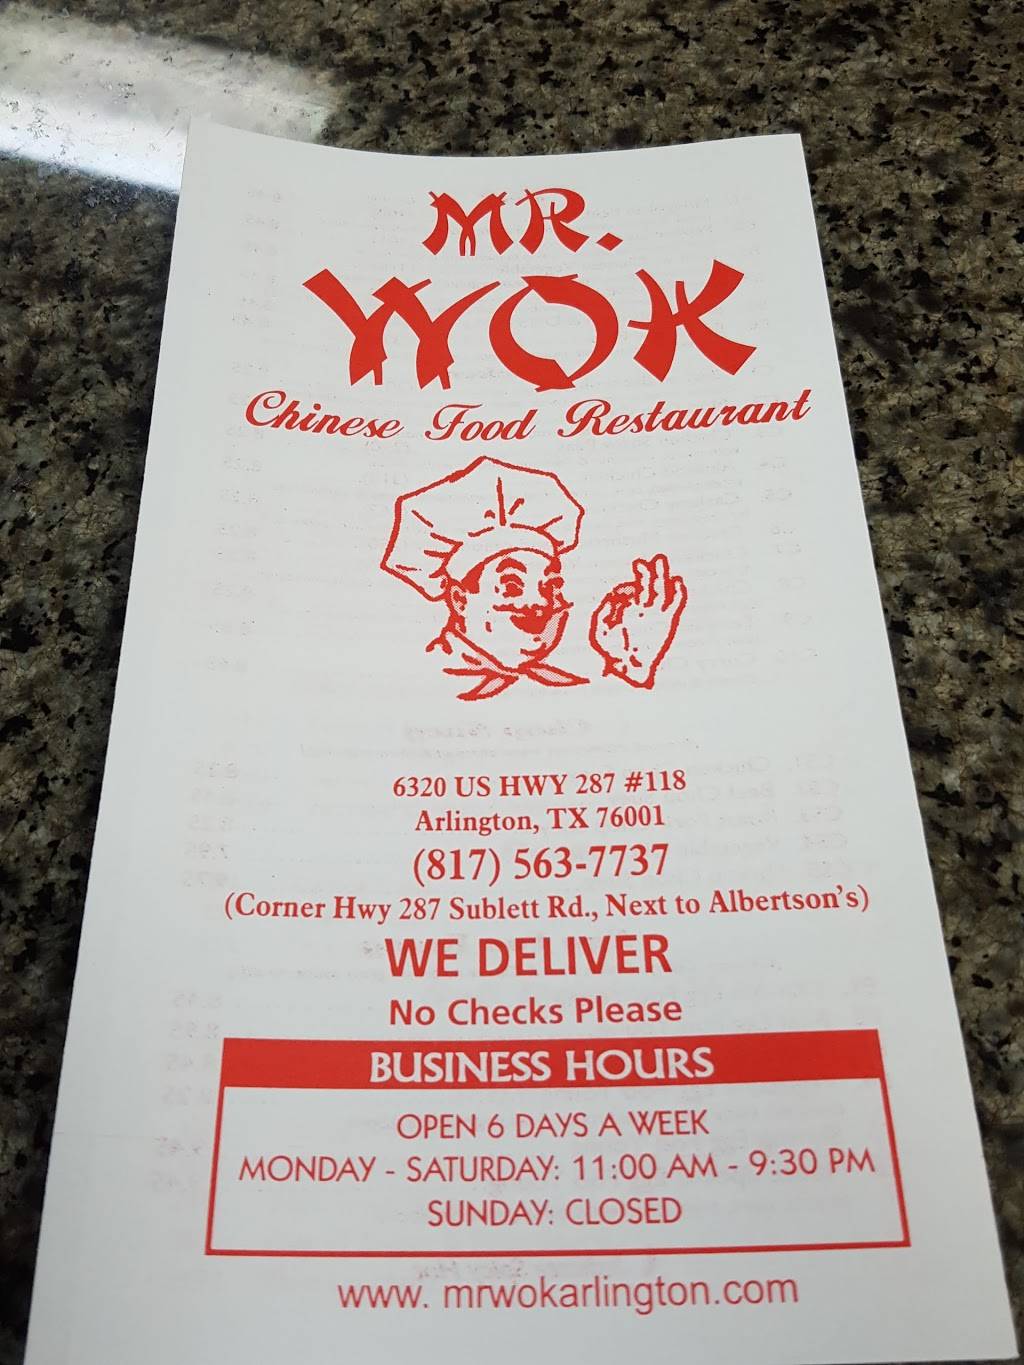 MR.
WOK
Chinese Food Restaurant
6320 US HWY 287 #118
Arlington, TX 76001
(817) 563-7737
(Corner Hwy 287 Sublett Rd., Next to Albertson's)
WE DELIVER
No Checks Please
BUSINESS HOURS
OPEN 6 DAYS A WEEK
MONDAY - SATURDAY: 11:00 AM - 9:30 PM
SUNDAY: CLOSED
www. mrwokarlington.com